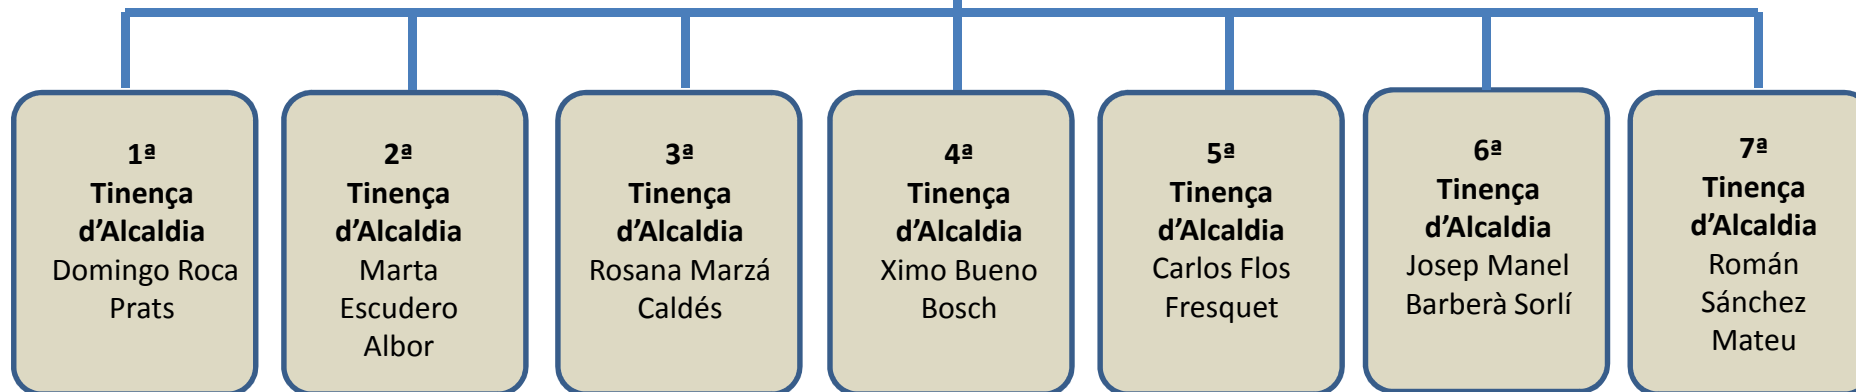 1ª
Tinença
d’Alcaldia
Domingo Roca
Prats
2ª
Tinença
d’Alcaldia
Marta
Escudero
Albor
3ª
Tinença
d’Alcaldia
Rosana Marzá
Caldés
4ª
Tinença
d’Alcaldia
Ximo Bueno
Bosch
5ª
Tinença
d’Alcaldia
Carlos Flos
Fresquet
6ª
Tinença
d’Alcaldia
Josep Manel
Barberà Sorlí
7ª
Tinença
d’Alcaldia
Román
Sánchez
Mateu